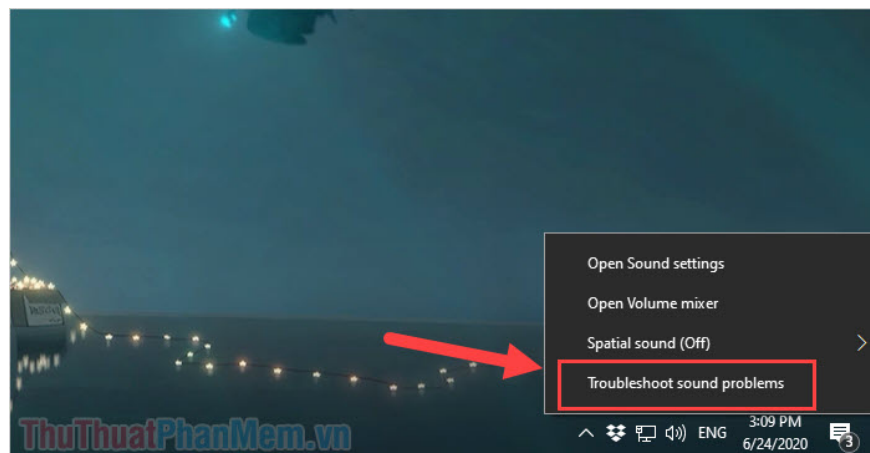 Open Sound settings
Open Volume mixer
Spatial sound (Off)
Troubleshoot sound problems
ThuThuatPhanMem.vn
ENG
3:09 PM
6/24/2020
3